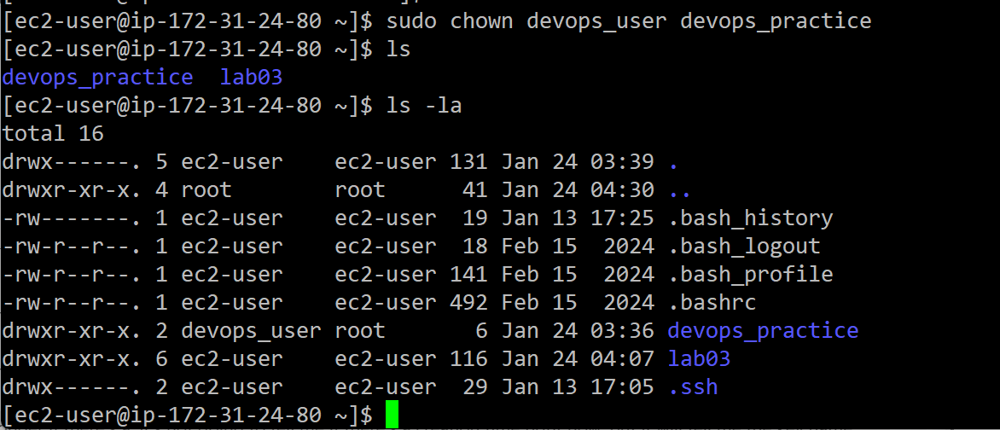 [ec2-user@ip-172-31-24-80 ~]$ sudo chown devops_user devops_practice
[ec2-user@ip-172-31-24-80 ~]$ ls
devops_practice  lab03
[ec2-user@ip-172-31-24-80 ~]$ ls -la
total 16
drwx------. 5 ec2-user    ec2-user 131 Jan 24 03:39 .
drwxr-xr-x. 4 root        root      41 Jan 24 04:30 ..
-rw-------. 1 ec2-user    ec2-user  19 Jan 13 17:25 .bash_history
-rw-r--r--. 1 ec2-user    ec2-user  18 Feb 15  2024 .bash_logout
-rw-r--r--. 1 ec2-user    ec2-user 141 Feb 15  2024 .bash_profile
-rw-r--r--. 1 ec2-user    ec2-user 492 Feb 15  2024 .bashrc
drwxr-xr-x. 2 devops_user root       6 Jan 24 03:36 devops_practice
drwxr-xr-x. 6 ec2-user    ec2-user 116 Jan 24 04:07 lab03
drwx------. 2 ec2-user    ec2-user  29 Jan 13 17:05 .ssh
[ec2-user@ip-172-31-24-80 ~]$